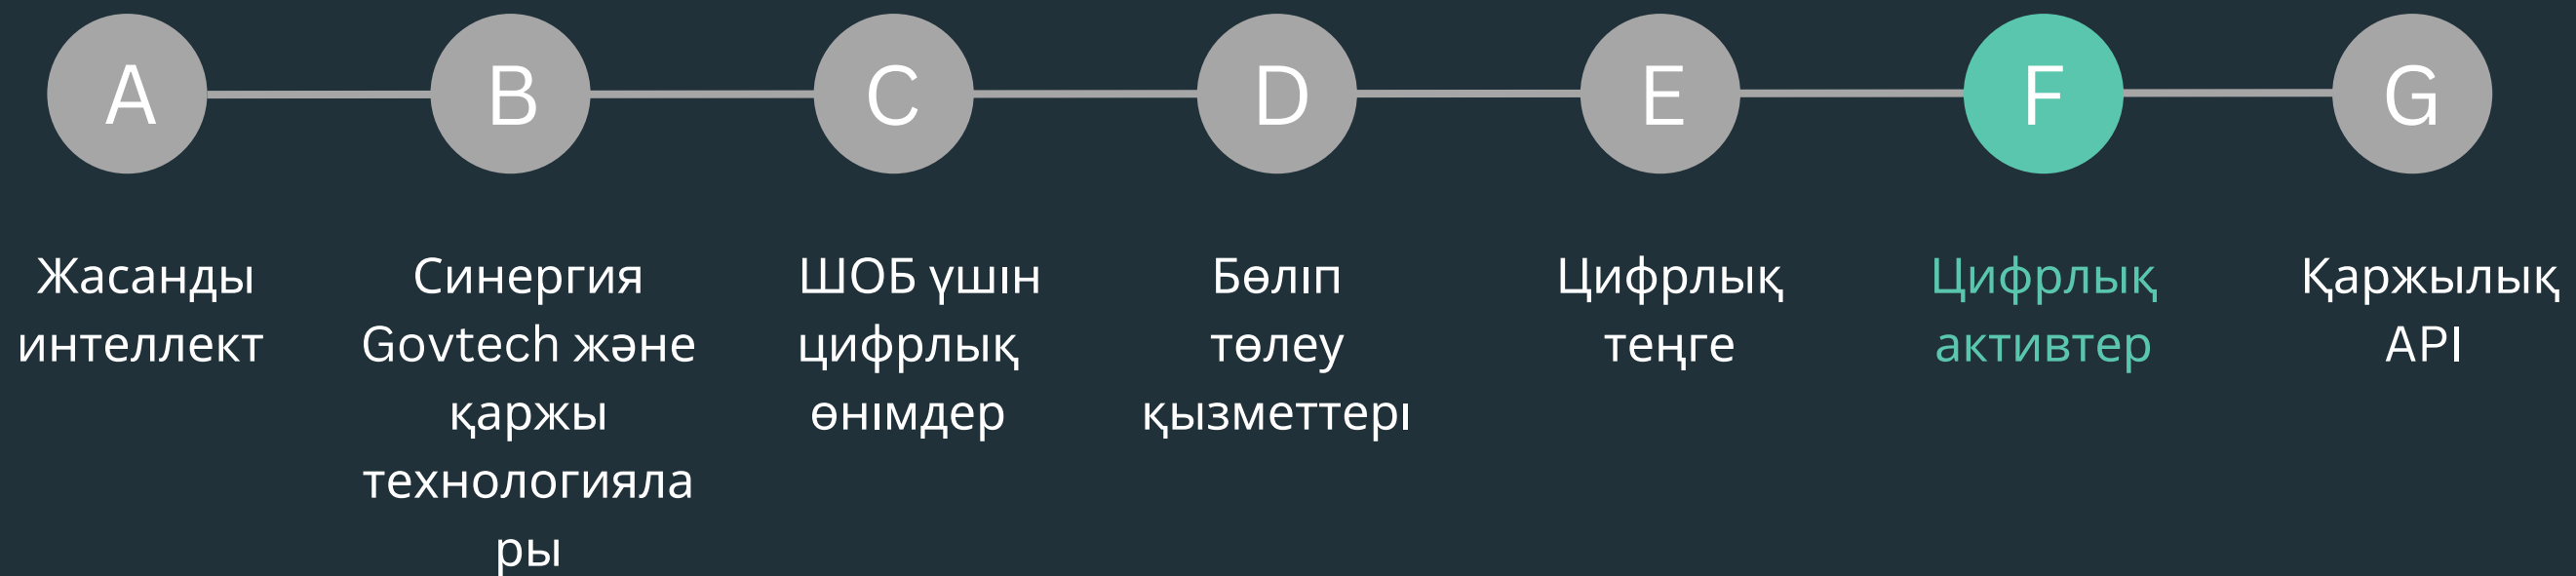 A
B
C
D
E
F
G
Жасанды
интеллект
Синергия
Govtech және
қаржы
технологияла
ры
ШОБ үшін
цифрлық
өнімдер
Бөліп
төлеу
қызметтері
Цифрлық
теңге
Цифрлық
активтер
Қаржылық
API